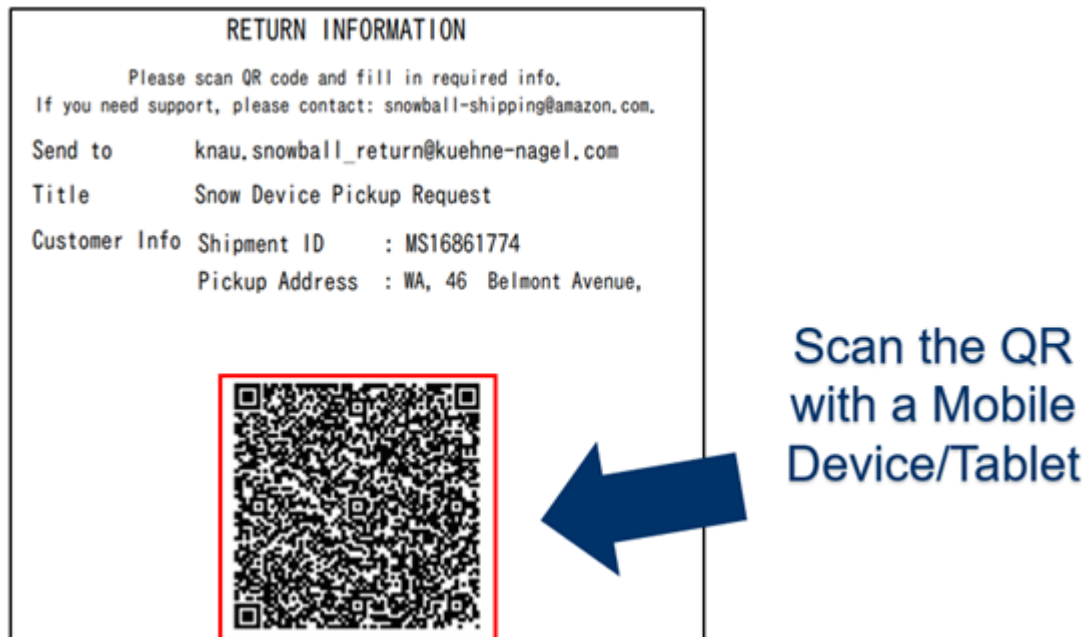 RETURN INFORMATION
Please scan QR code and fill in required info.
If you need support, please contact: snowball-shipping@amazon.com.
Send to knau.snowball_return@kuehne-nagel.com
Title Snow Device Pickup Request
Customer Info Shipment ID : MS16861774
Pickup Address : WA, 46 Belmont Avenue,
Scan the QR
with a Mobile
Device/Tablet